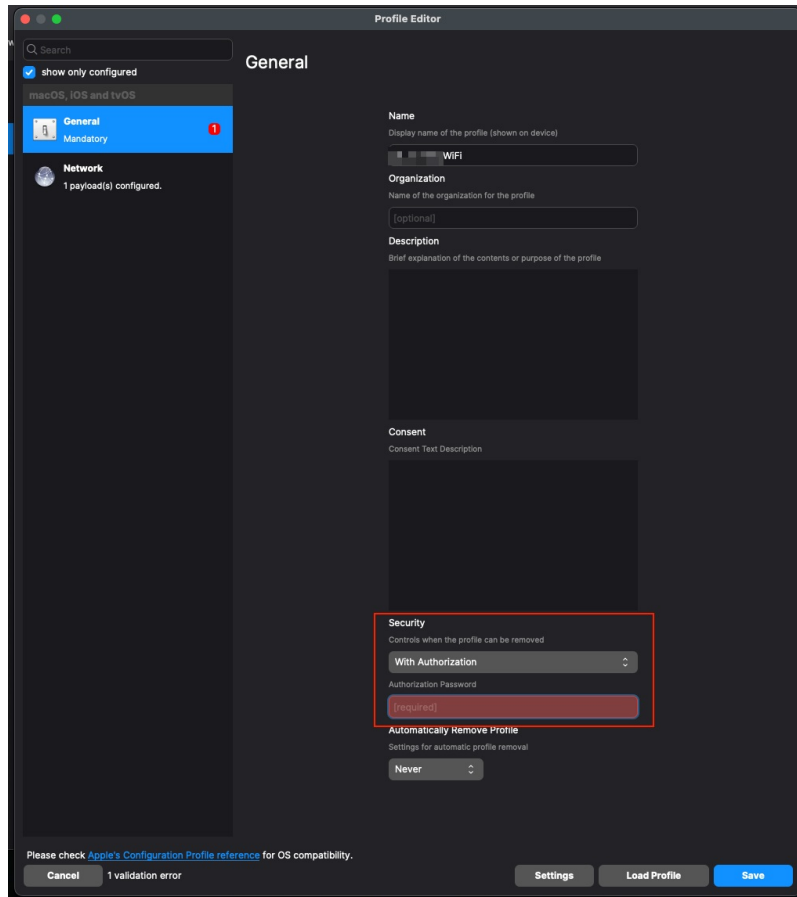 Profile Editor
Search
show only configured
General
macOS, iOS and tvOS
General
Mandatory
1
Network
1 payload(s) configured.
Name
Display name of the profile (shown on device)
WiFi
Organization
Name of the organization for the profile
[optional]
Description
Brief explanation of the contents or purpose of the profile
Consent
Consent Text Description
Security
Controls when the profile can be removed
With Authorization
Authorization Password
[required]
Automatically Remove Profile
Settings for automatic profile removal
Never
Please check Apple's Configuration Profile reference for OS compatibility.
Cancel 1 validation error Settings Load Profile Save